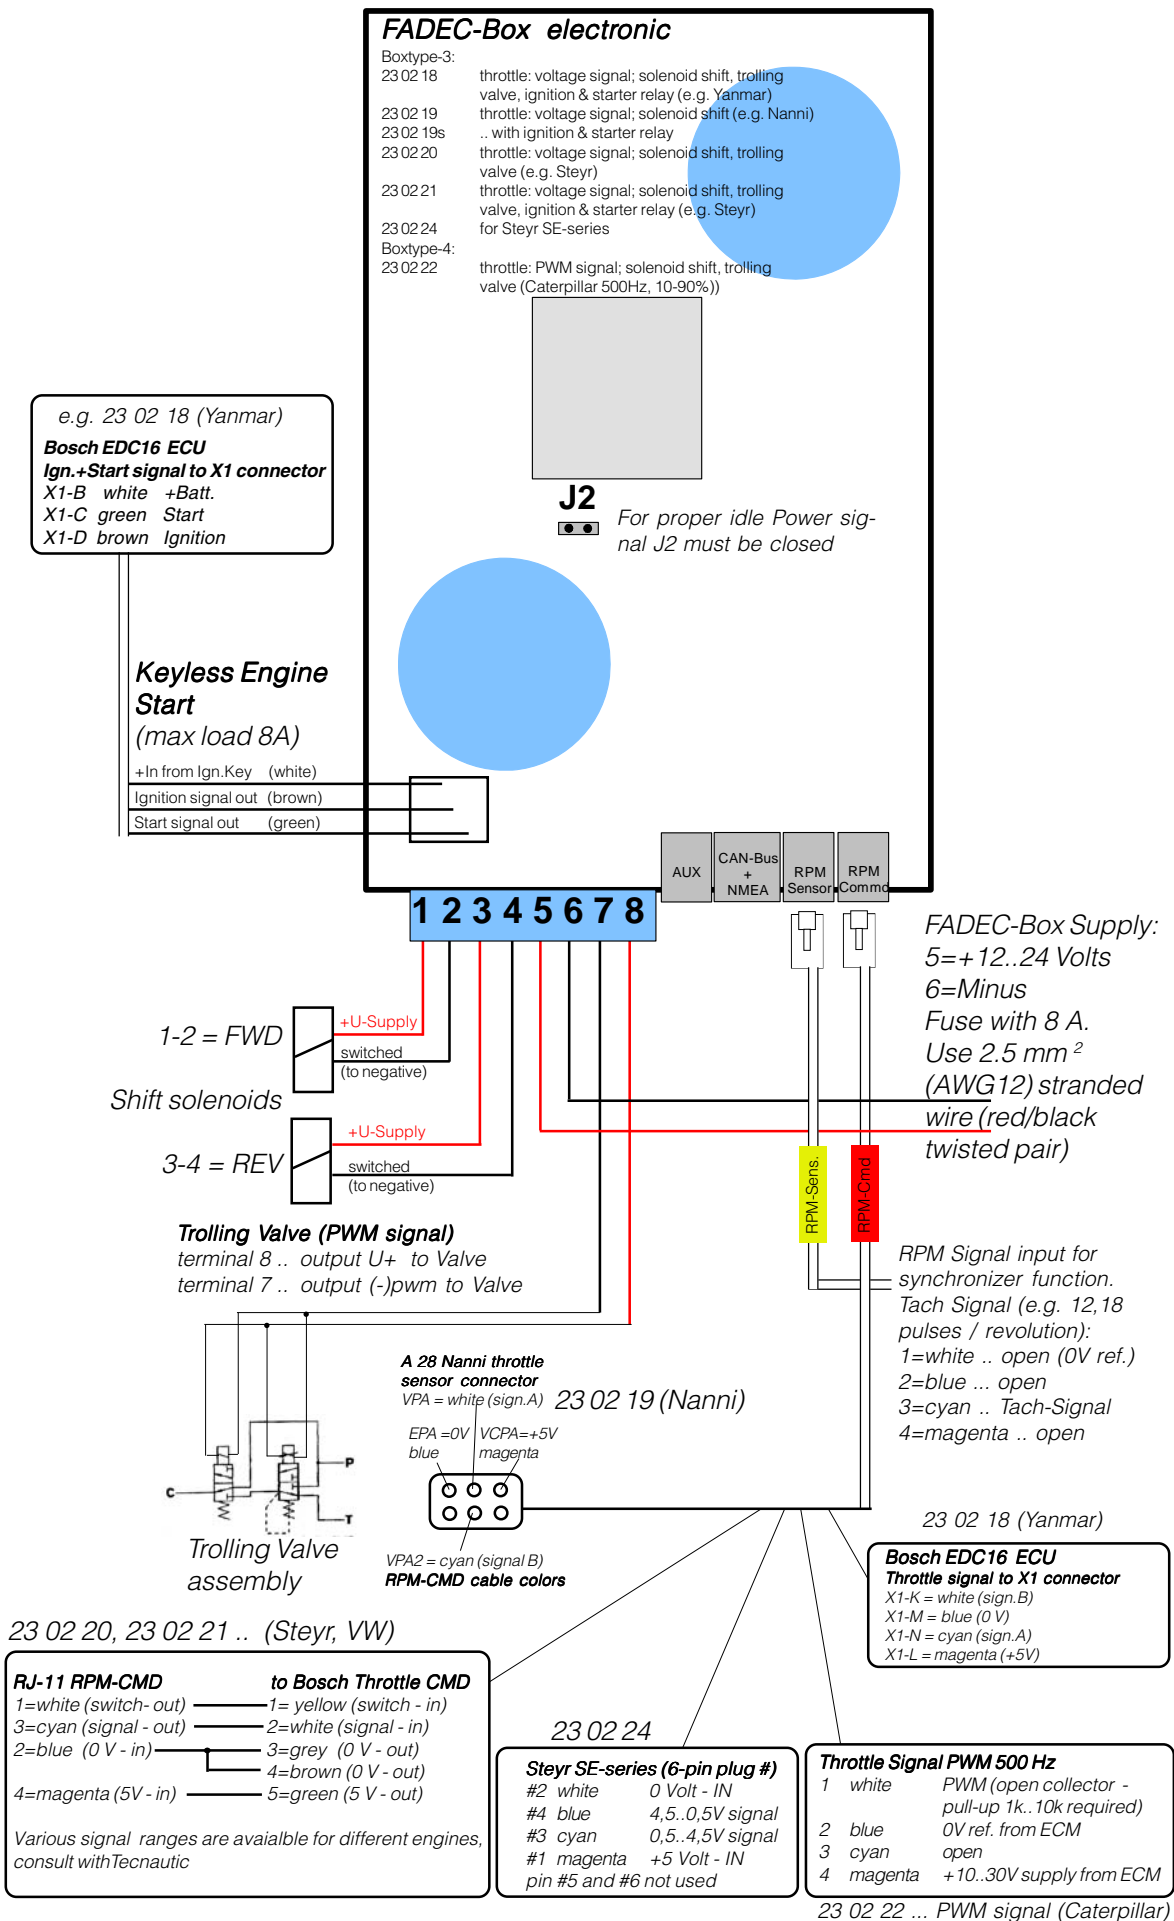 FADEC-Box electronic
Boxtype-3:
23 02 18 throttle: voltage signal; solenoid shift, trolling
valve, ignition & starter relay (e.g. Yanmar)
23 02 19 throttle: voltage signal; solenoid shift (e.g. Nanni)
23 02 19s .. with ignition & starter relay
23 02 20 throttle: voltage signal; solenoid shift, trolling
valve (e.g. Steyr)
23 02 21 throttle: voltage signal; solenoid shift, trolling
valve, ignition & starter relay (e.g. Steyr)
23 02 24 for Steyr SE-series
Boxtype-4:
23 02 22 throttle: PWM signal; solenoid shift, trolling
valve (Caterpillar 500Hz, 10-90%))
e.g. 23 02 18 (Yanmar)
Bosch EDC16 ECU
Ign.+Start signal to X1 connector
X1-B white +Batt.
X1-C green Start
X1-D brown Ignition
J2
For proper idle Power sig-
nal J2 must be closed
Keyless Engine
Start
(max load 8A)
+In from Ign.Key (white)
Ignition signal out (brown)
Start signal out (green)
AUX
CAN-Bus
+
NMEA
RPM
Sensor
RPM
Commo
1 2 3 4 5 6 7 8
FADEC-Box Supply:
5=+12..24 Volts
6=Minus
Fuse with 8 A.
Use 2.5 mm ²
(AWG12) stranded
wire (red/black
twisted pair)
1-2 = FWD
+U-Supply
switched
(to negative)
Shift solenoids
3-4 = REV
+U-Supply
switched
(to negative)
RPM-Sens.
RPM-Cmd
Trolling Valve (PWM signal)
terminal 8 .. output U+ to Valve
terminal 7 .. output (-)pwm to Valve
RPM Signal input for
synchronizer function.
Tach Signal (e.g. 12,18
pulses / revolution):
1=white .. open (0V ref.)
2=blue ... open
3=cyan .. Tach-Signal
4=magenta .. open
A 28 Nanni throttle
sensor connector
VPA = white (sign.A)
23 02 19 (Nanni)
EPA =0V VCPA=+5V
blue magenta
P
C
T
Trolling Valve
assembly
VPA2 = cyan (signal B)
RPM-CMD cable colors
23 02 18 (Yanmar)
Bosch EDC16 ECU
Throttle signal to X1 connector
X1-K = white (sign.B)
X1-M = blue (0 V)
X1-N = cyan (sign.A)
X1-L = magenta (+5V)
23 02 20, 23 02 21 .. (Steyr, VW)
RJ-11 RPM-CMD to Bosch Throttle CMD
1=white (switch- out) 1= yellow (switch - in)
3=cyan (signal - out) 2=white (signal - in)
2=blue (0 V - in) 3=grey (0 V - out)
4=brown (0 V - out)
4=magenta (5V - in) 5=green (5 V - out)
Various signal ranges are avaialble for different engines,
consult with Tecnautic
23 02 24
Steyr SE-series (6-pin plug #)
#2 white 0 Volt - IN
#4 blue 4,5..0,5V signal
#3 cyan 0,5..4,5V signal
#1 magenta +5 Volt - IN
pin #5 and #6 not used
Throttle Signal PWM 500 Hz
1 white PWM (open collector -
pull-up 1k..10k required)
2 blue 0V ref. from ECM
3 cyan open
4 magenta +10..30V supply from ECM
23 02 22 ... PWM signal (Caterpillar)